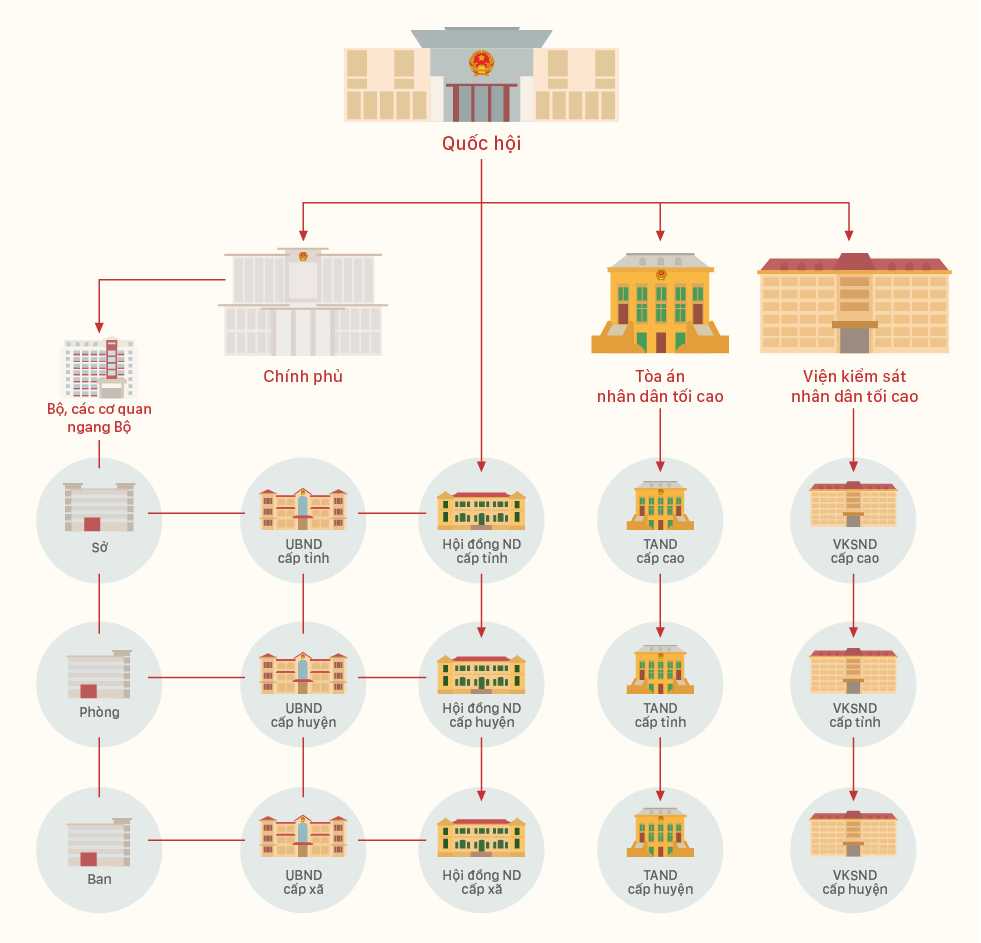 Quốc hội
Chính phủ
Tòa án
nhân dân tối cao
Viện kiểm sát
nhân dân tối cao
Bộ, các cơ quan
ngang Bộ
Sở
UBND
cấp tỉnh
Hội đồng ND
cấp tỉnh
TAND
cấp cao
VKSND
cấp cao
Phòng
UBND
cấp huyện
Hội đồng ND
cấp huyện
TAND
cấp tỉnh
VKSND
cấp tỉnh
Ban
UBND
cấp xã
Hội đồng ND
cấp xã
TAND
cấp huyện
VKSND
cấp huyện